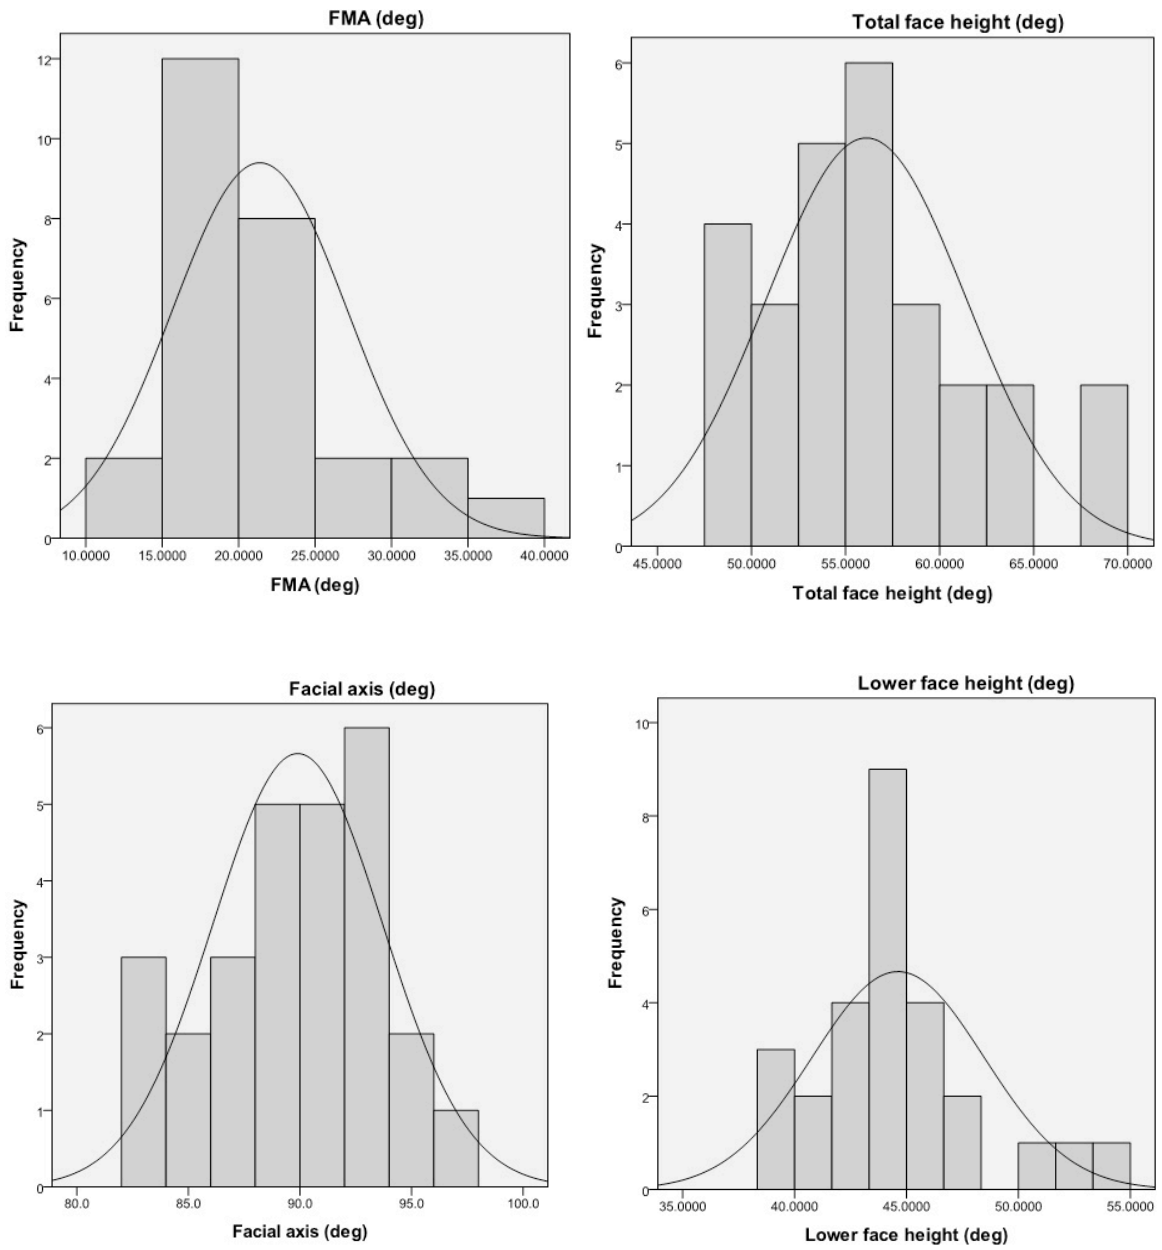 FMA (deg)
12
10
8
6
4
2
0
Frequency
10.0000 15.0000 20.0000 25.0000 30.0000 35.0000 40.0000
FMA (deg)
Total face height (deg)
6
5
4
3
2
1
0
Frequency
45.0000 50.0000 55.0000 60.0000 65.0000 70.0000
Total face height (deg)
Facial axis (deg)
6
5
4
3
2
1
0
Frequency
80.0 85.0 90.0 95.0 100.0
Facial axis (deg)
Lower face height (deg)
10
8
6
4
2
0
Frequency
35.0000 40.0000 45.0000 50.0000 55.0000
Lower face height (deg)